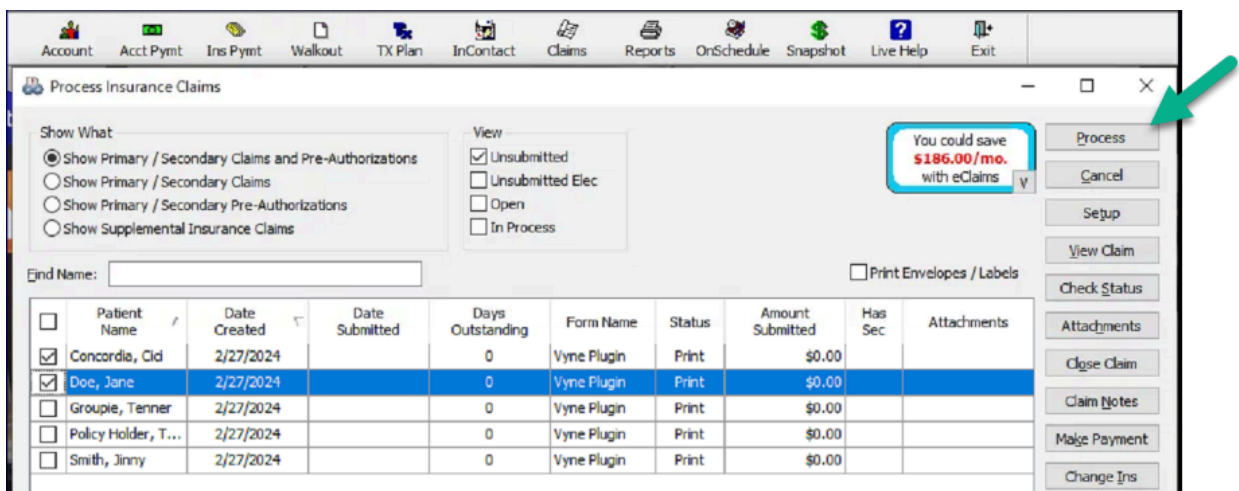 Account Acct Pymt Ins Pymt Walkout TX Plan InContact Claims Reports OnSchedule Snapshot Live Help Exit
Process Insurance Claims
Show What
Show Primary / Secondary Claims and Pre-Authorizations
Show Primary / Secondary Claims
Show Primary / Secondary Pre-Authorizations
Show Supplemental Insurance Claims
View
Unsubmitted
Unsubmitted Elec
Open
In Process
You could save
$186.00/mo.
with eClaims
V
Process
Cancel
Setup
View Claim
Check Status
Attachments
Close Claim
Claim Notes
Make Payment
Change Ins
Find Name:
Print Envelopes / Labels
Patient Name Date Created Date Submitted Days Outstanding Form Name Status Amount Submitted Has Sec Attachments
Concordia, Cid 2/27/2024 0 Vyne Plugin Print $0.00
Doe, Jane 2/27/2024 0 Vyne Plugin Print $0.00
Groupie, Tenner 2/27/2024 0 Vyne Plugin Print $0.00
Policy Holder, T... 2/27/2024 0 Vyne Plugin Print $0.00
Smith, Jinny 2/27/2024 0 Vyne Plugin Print $0.00